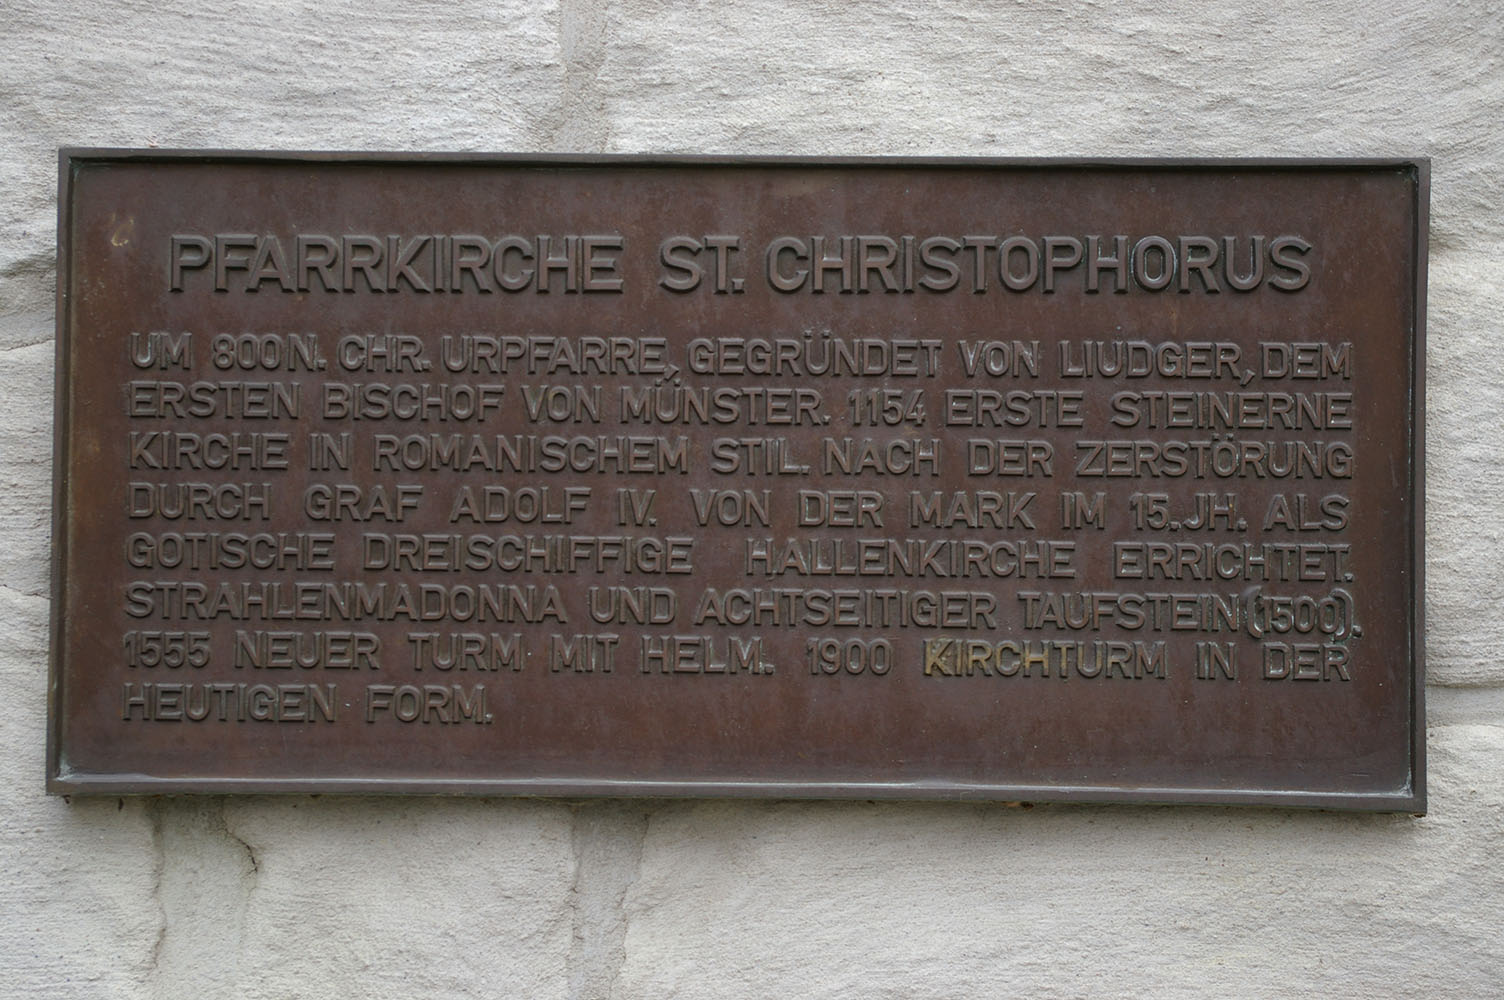 PFARRKIRCHE ST. CHRISTOPHORUS
UM 800 N. CHR. URPFARRE, GEGRÜNDET VON LIUDGER, DEM
ERSTEN BISCHOF VON MÜNSTER. 1154 ERSTE STEINERNE
KIRCHE IN ROMANISCHEM STIL. NACH DER ZERSTÖRUNG
DURCH GRAF ADOLF IV. VON DER MARK IM 15. JH. ALS
GOTISCHE DREISCHIFFIGE HALLENKIRCHE ERRICHTET.
STRAHLENMADONNA UND ACHTSEITIGER TAUFSTEIN (1500).
1555 NEUER TURM MIT HELM. 1900 KIRCHTURM IN DER
HEUTIGEN FORM.